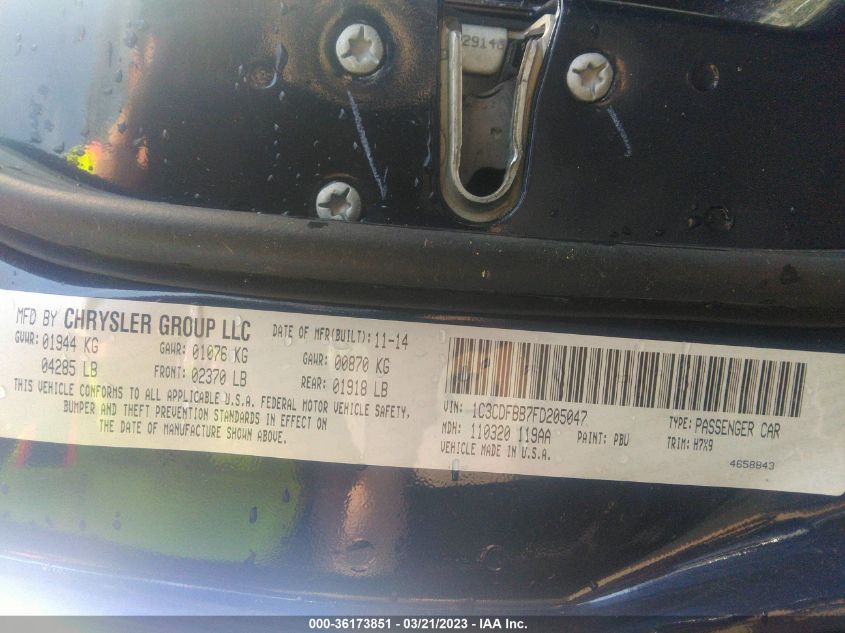 MFD BY CHRYSLER GROUP LLC DATE OF MFR(BUILT): 11-14
GVWR: 01944 KG GAWR: 01076 KG GAWR: 00870 KG
04285 LB FRONT: 02370 LB REAR: 01918 LB
THIS VEHICLE CONFORMS TO ALL APPLICABLE U.S.A. FEDERAL MOTOR VEHICLE SAFETY,
BUMPER AND THEFT PREVENTION STANDARDS IN EFFECT ON
THE DATE OF MANUFACTURE SHOWN ABOVE.
VIN: 1C3CDFBB7FD205047 TYPE: PASSENGER CAR
MDH: 110320 119AA PAINT: PBU TRIM: H7X9
VEHICLE MADE IN U.S.A.
4658843
000-36173851 / 03/21/2023 - IAA Inc.